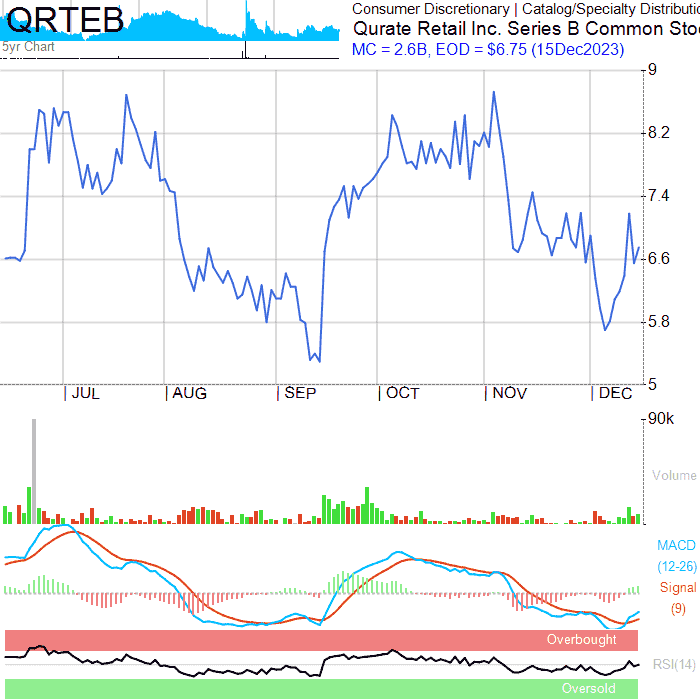 QRTEB
5yr Chart
Consumer Discretionary | Catalog/Specialty Distributio
Qurate Retail Inc. Series B Common Sto
MC = 2.6B, EOD = $6.75 (15Dec2023)
9
8.2
7.4
6.6
5.8
5
JUL
AUG
SEP
OCT
NOV
DEC
90k
Volume
MACD
(12-26)
Signal
(9)
Overbought
RSI(14)
Oversold